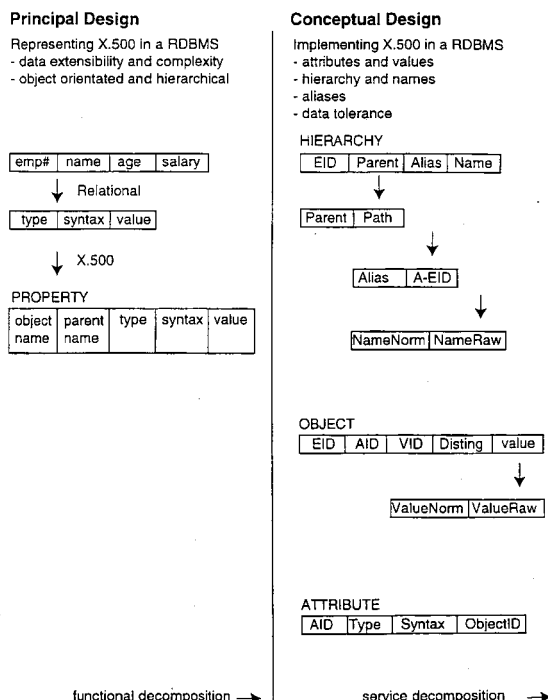 Principal Design
Representing X.500 in a RDBMS
- data extensibility and complexity
- object orientated and hierarchical
emp# name age salary
Relational
type syntax value
X.500
PROPERTY
object name parent name type syntax value
functional decomposition
Conceptual Design
Implementing X.500 in a RDBMS
- attributes and values
- hierarchy and names
- aliases
- data tolerance
HIERARCHY
EID Parent Alias Name
Parent Path
Alias A-EID
NameNorm NameRaw
OBJECT
EID AID VID Disting value
ValueNorm ValueRaw
ATTRIBUTE
AID Type Syntax ObjectID
service decomposition